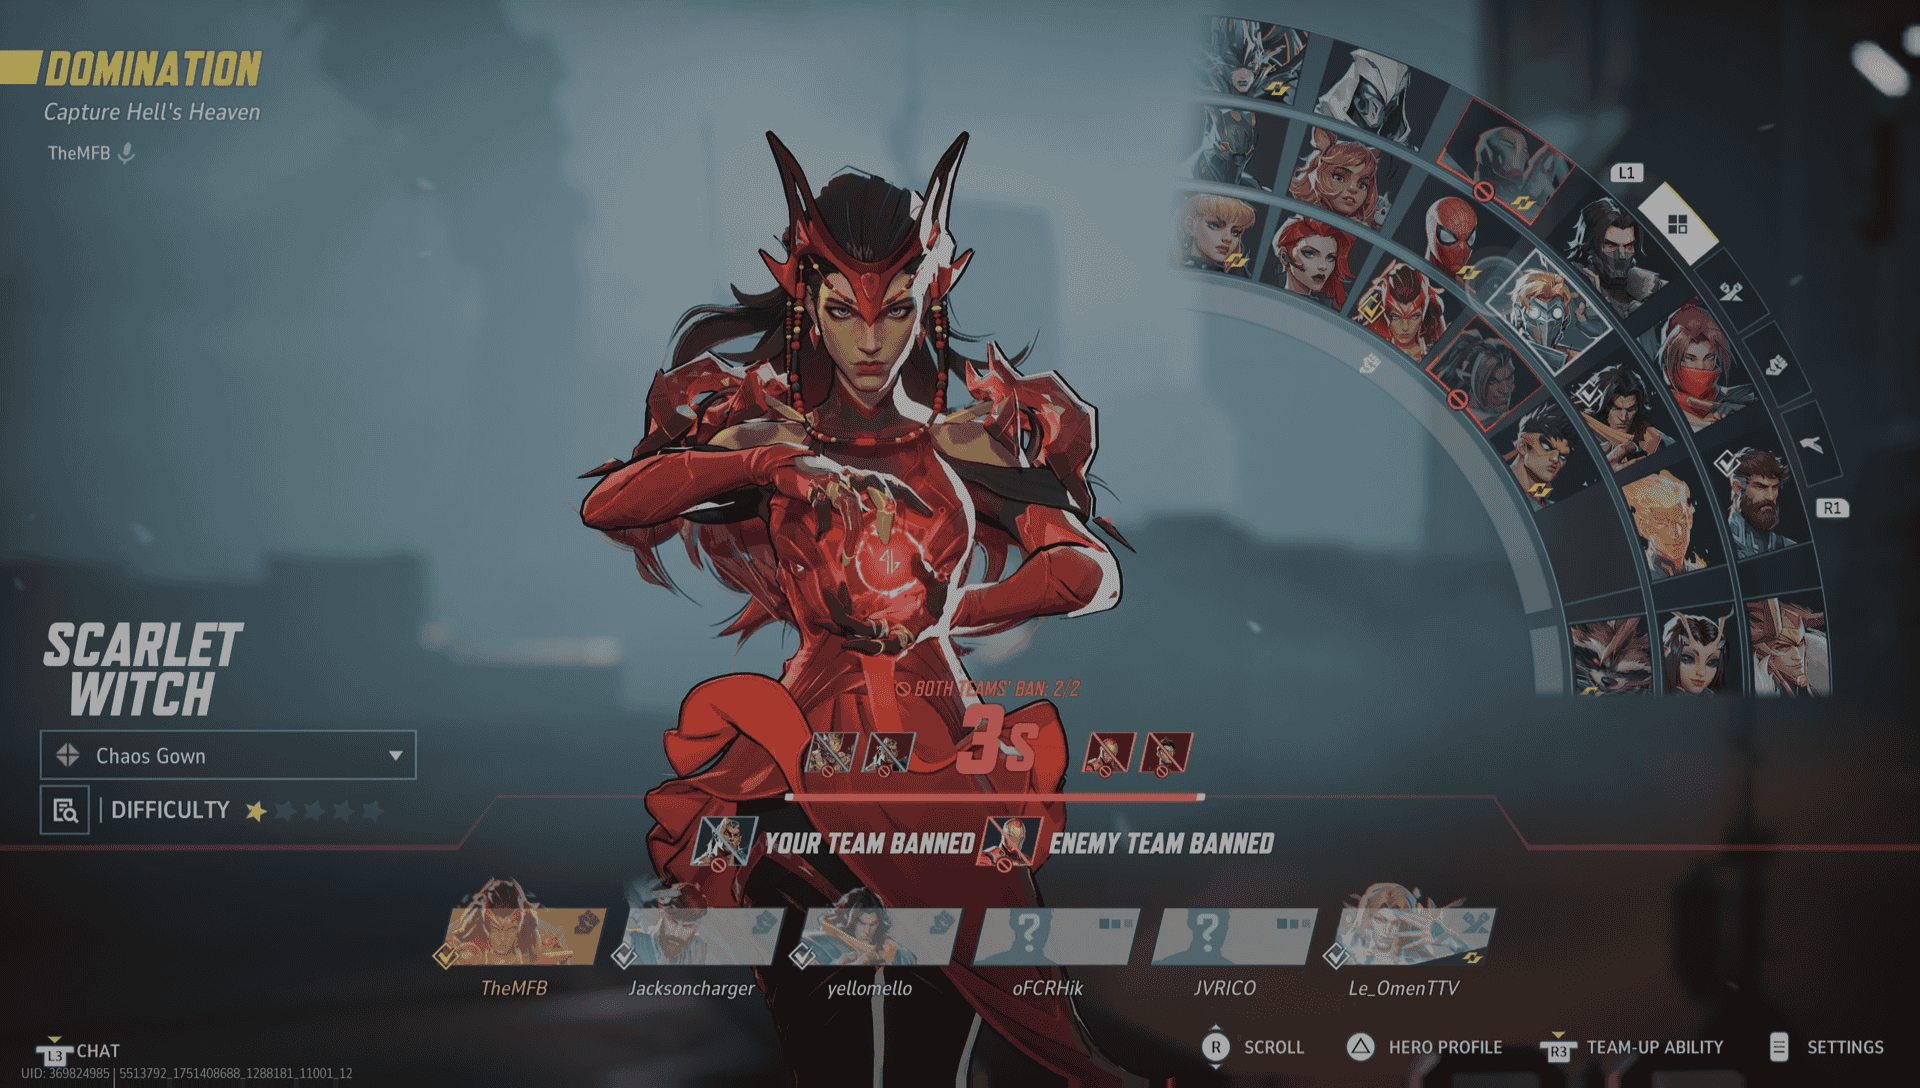 DOMINATION
Capture Hell's Heaven
TheMFB
L1
R1
SCARLET
WITCH
Chaos Gown
DIFFICULTY
BOTH TEAMS' BAN: 2/2
3s
YOUR TEAM BANNED
ENEMY TEAM BANNED
? ?
TheMFB Jacksoncharger yellomello oFCRHik JVRICO Le_OmenTTV
L3 CHAT
R SCROLL HERO PROFILE R3 TEAM-UP ABILITY SETTINGS
UID: 369824985 | 5513792_1751408688_1288181_11001_12